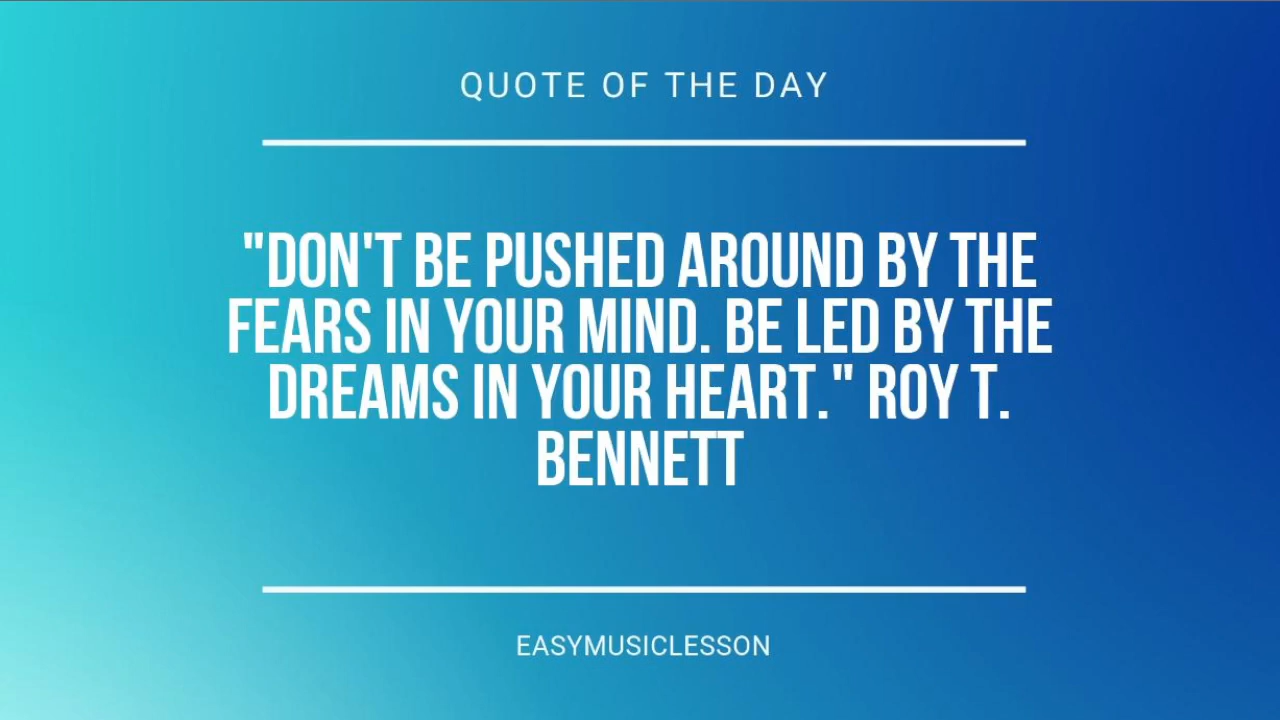 QUOTE OF THE DAY
"DON'T BE PUSHED AROUND BY THE
FEARS IN YOUR MIND. BE LED BY THE
DREAMS IN YOUR HEART." ROY T.
BENNETT
EASYMUSICLESSON